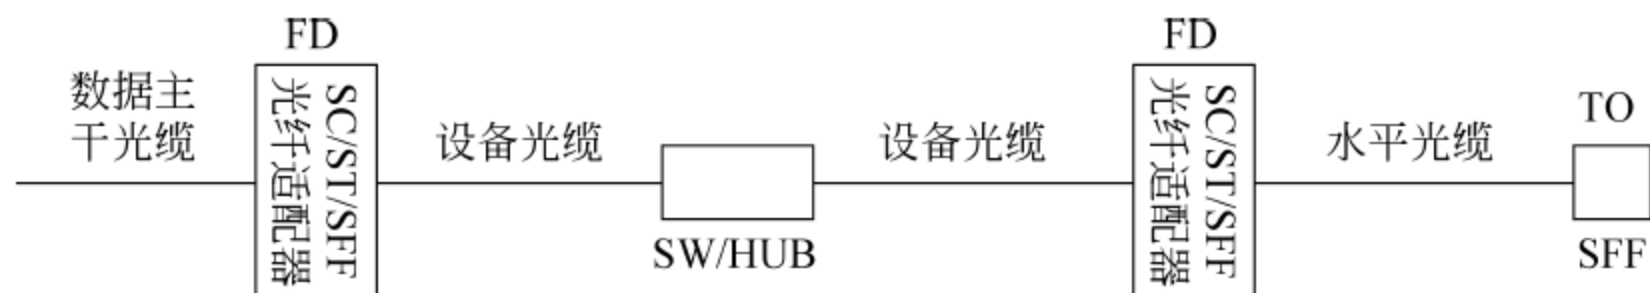 数据主
干光缆
FD
SC/ST/SFF
光纤适配器
设备光缆
SW/HUB
设备光缆
FD
SC/ST/SFF
光纤适配器
水平光缆
TO
SFF